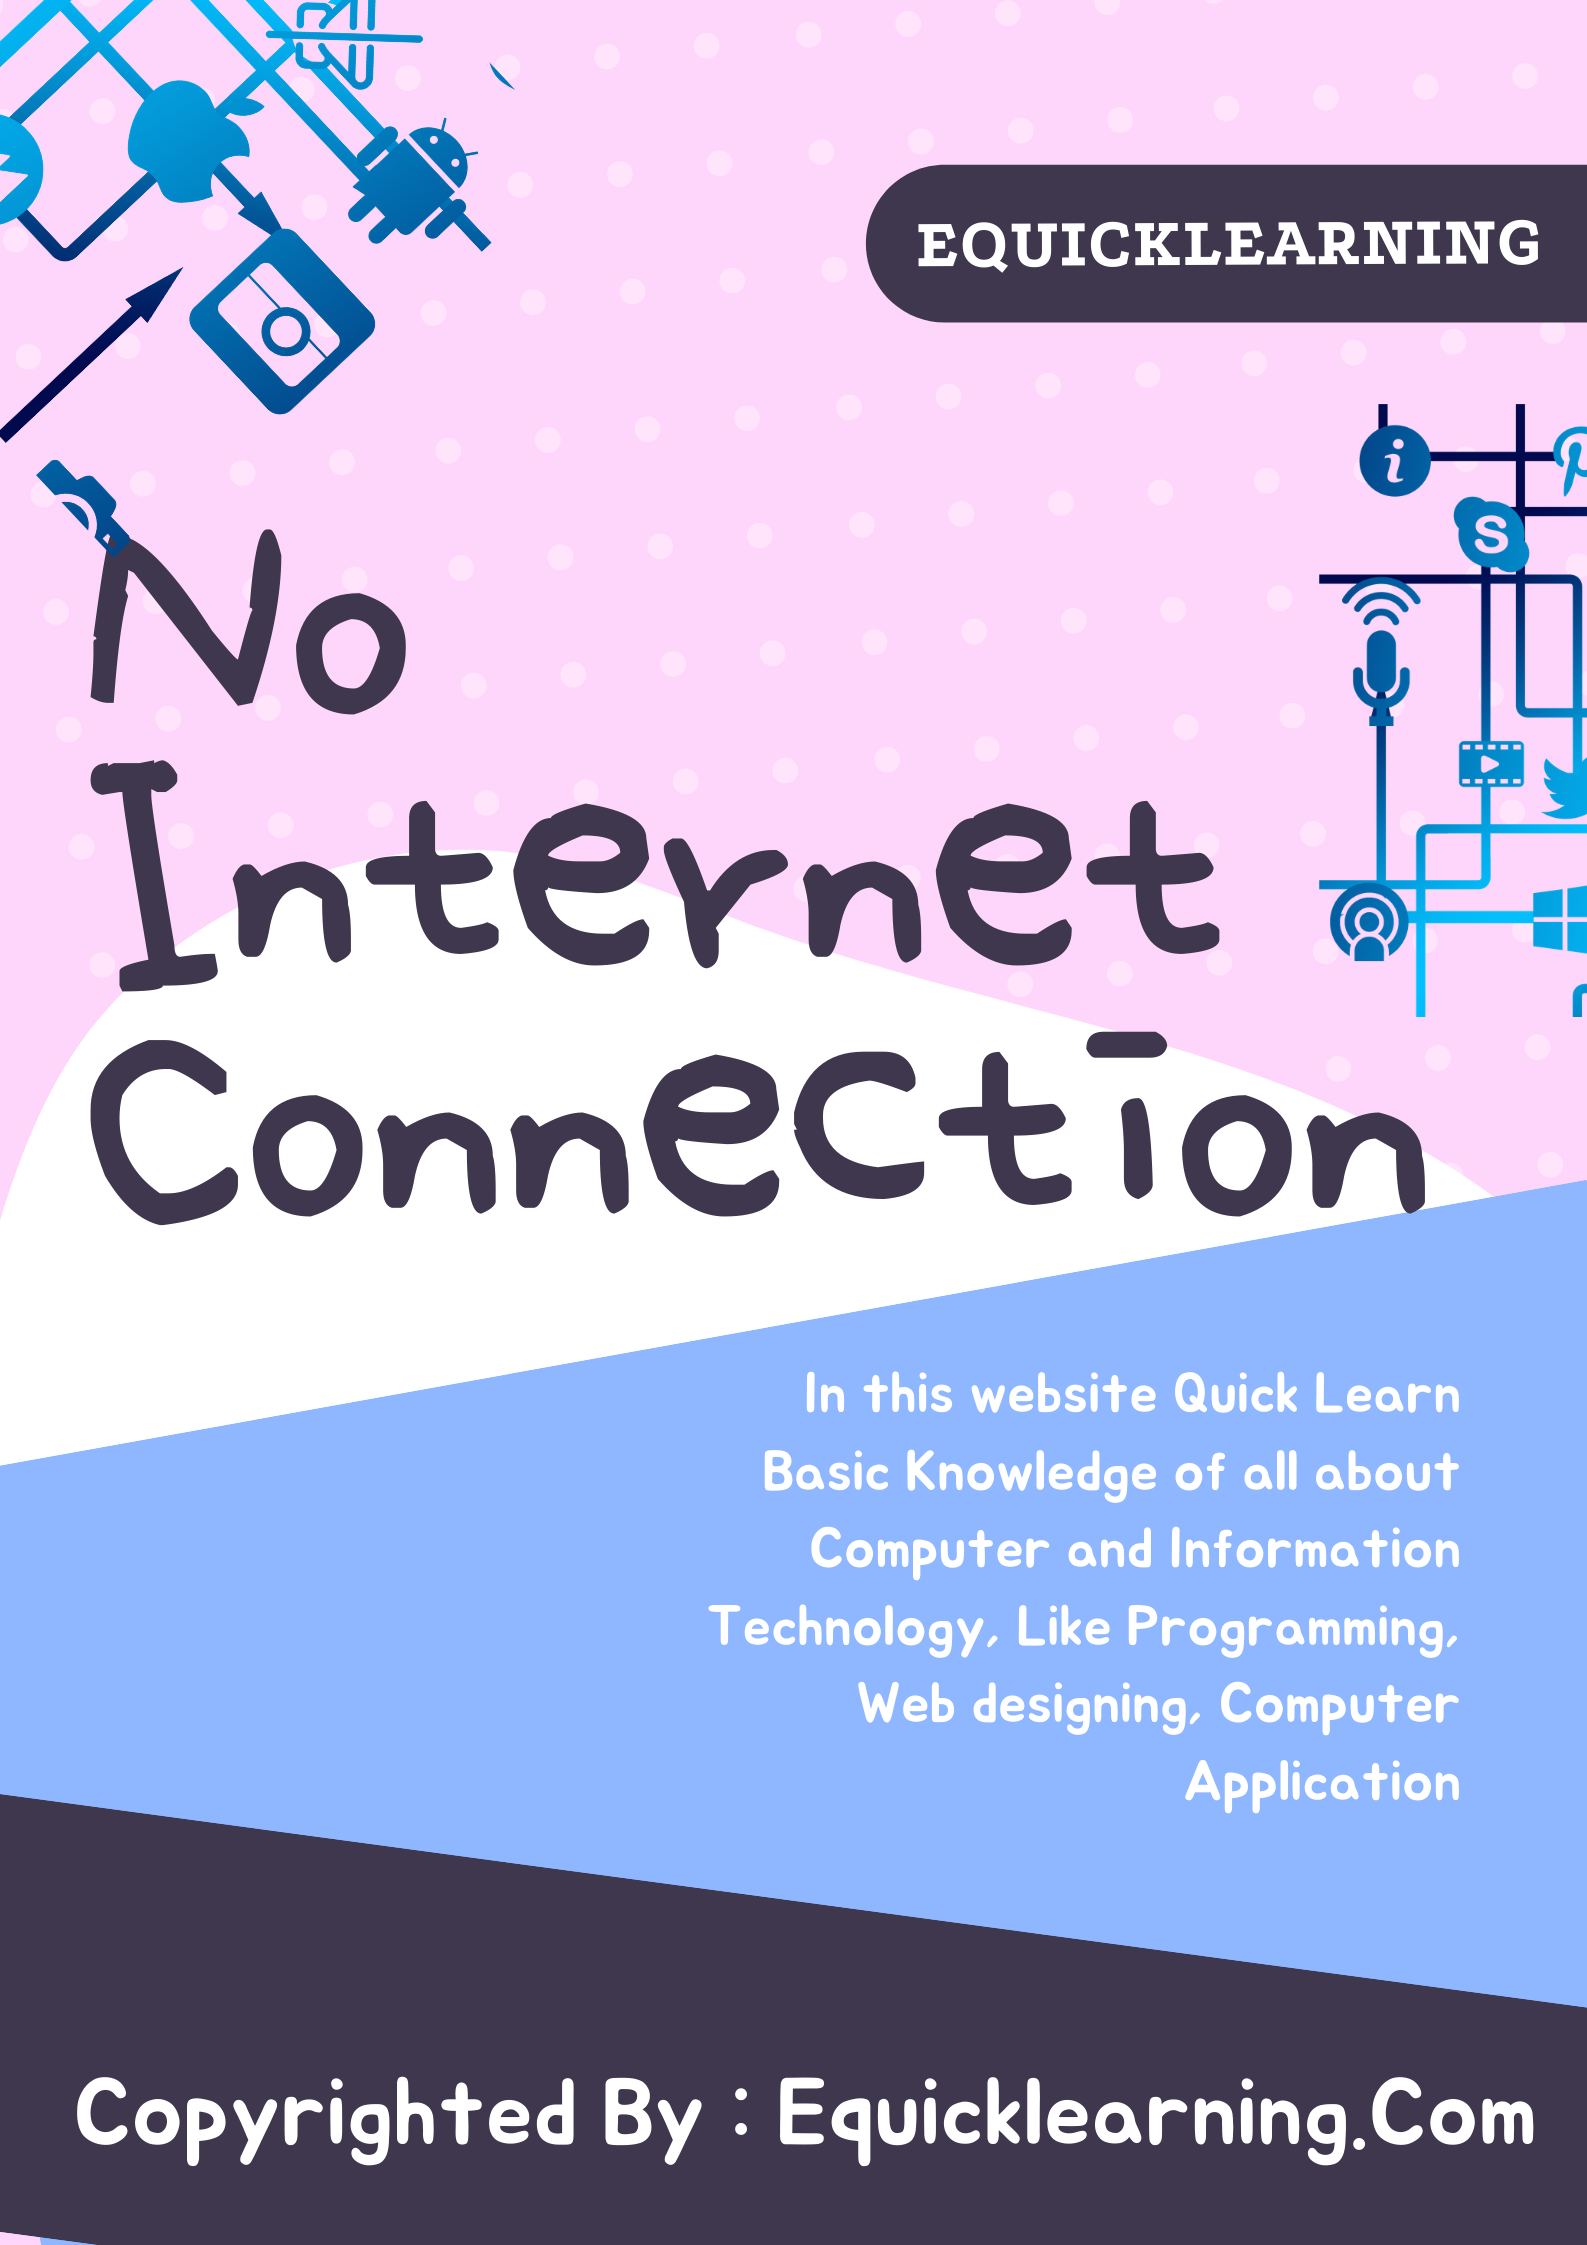 EQUICKLEARNING
No
Internet
Connection
In this website Quick Learn
Basic Knowledge of all about
Computer and Information
Technology, Like Programming,
Web designing, Computer
Application
Copyrighted By : Equicklearning.Com